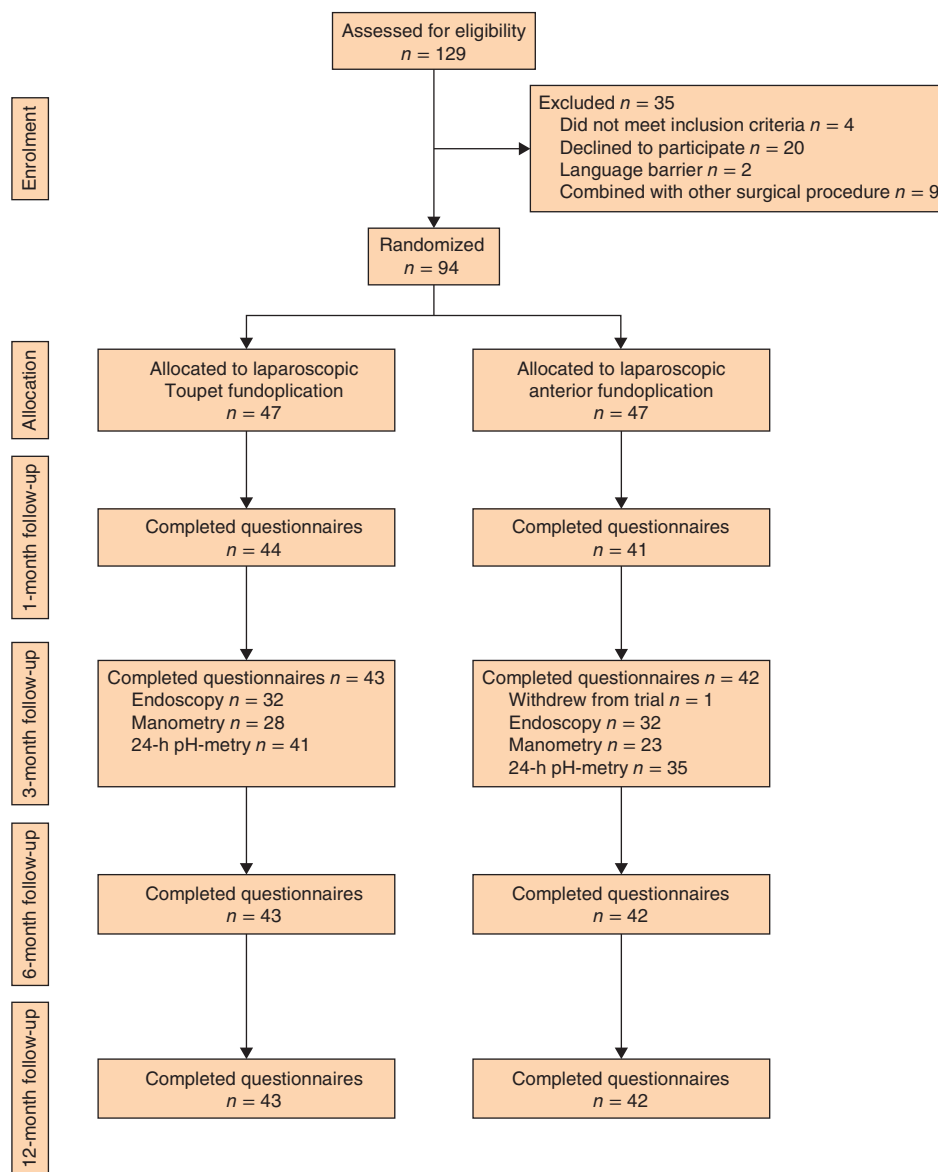 Assessed for eligibility
n = 129
Enrolment
Excluded n = 35
Did not meet inclusion criteria n = 4
Declined to participate n = 20
Language barrier n = 2
Combined with other surgical procedure n = 9
Randomized
n = 94
Allocation
Allocated to laparoscopic
Toupet fundoplication
n = 47
Allocated to laparoscopic
anterior fundoplication
n = 47
1-month follow-up
Completed questionnaires
n = 44
Completed questionnaires
n = 41
3-month follow-up
Completed questionnaires n = 43
Endoscopy n = 32
Manometry n = 28
24-h pH-metry n = 41
Completed questionnaires n = 42
Withdrew from trial n = 1
Endoscopy n = 32
Manometry n = 23
24-h pH-metry n = 35
6-month follow-up
Completed questionnaires
n = 43
Completed questionnaires
n = 42
12-month follow-up
Completed questionnaires
n = 43
Completed questionnaires
n = 42